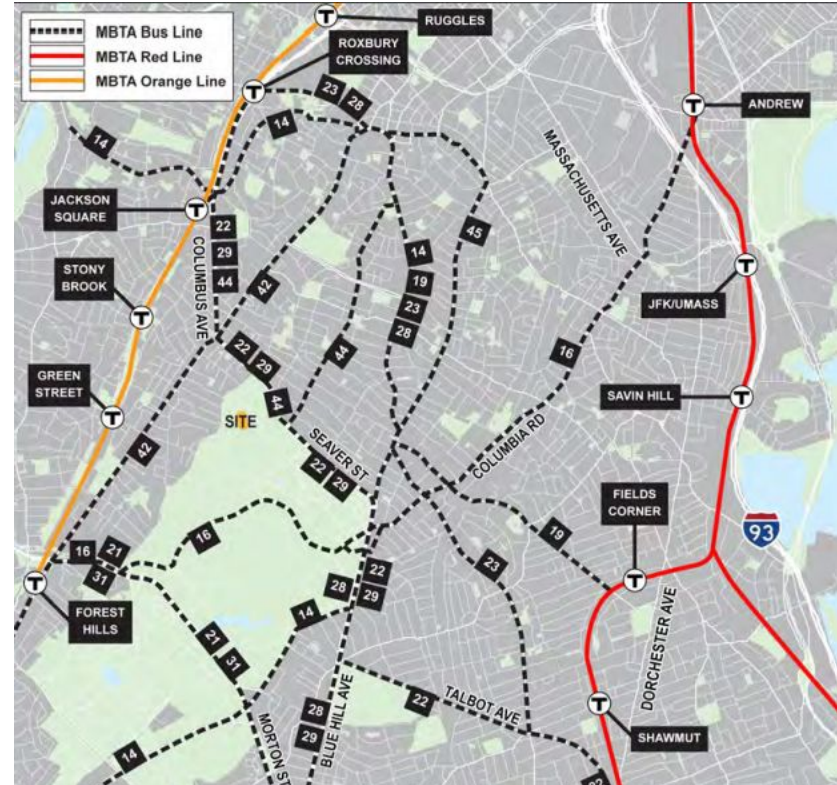 MBTA Bus Line
MBTA Red Line
MBTA Orange Line
T
RUGGLES
T
ROXBURY
CROSSING
23
28
14
T
ANDREW
14
MASSACHUSETTS AVE
T
JACKSON
SQUARE
22
29
44
COLUMBUS AVE
45
14
19
23
28
T
JFK/UMASS
STONY
BROOK
T
42
16
22
29
44
44
GREEN
STREET
T
SITE
T
SAVIN HILL
42
SEAVER ST
22
29
COLUMBIA RD
FIELDS
CORNER
T
19
93
16
16
21
31
23
22
29
28
T
FOREST
HILLS
14
21
31
DORCHESTER AVE
22
TALBOT AVE
T
SHAWMUT
28
29
BLUE HILL AVE
MORTON ST
14
22